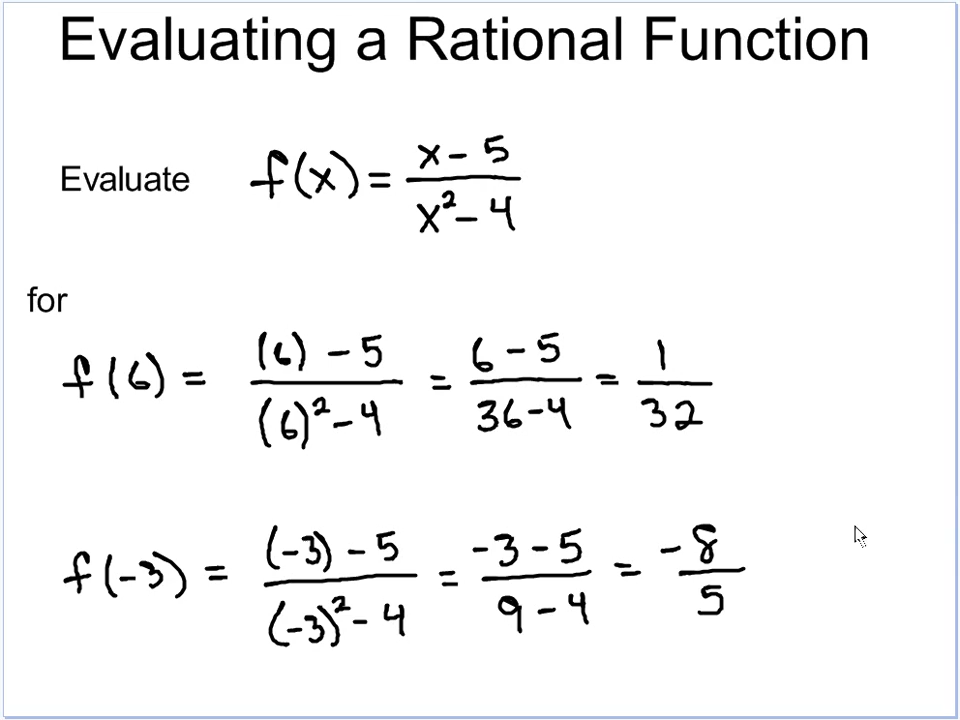 Evaluating a Rational Function
Evaluate f(x) = (x - 5)/(x² - 4)
for
f(6) = ((6) - 5)/((6)² - 4) = (6 - 5)/(36 - 4) = 1/32
f(-3) = ((-3) - 5)/((-3)² - 4) = (-3 - 5)/(9 - 4) = -8/5